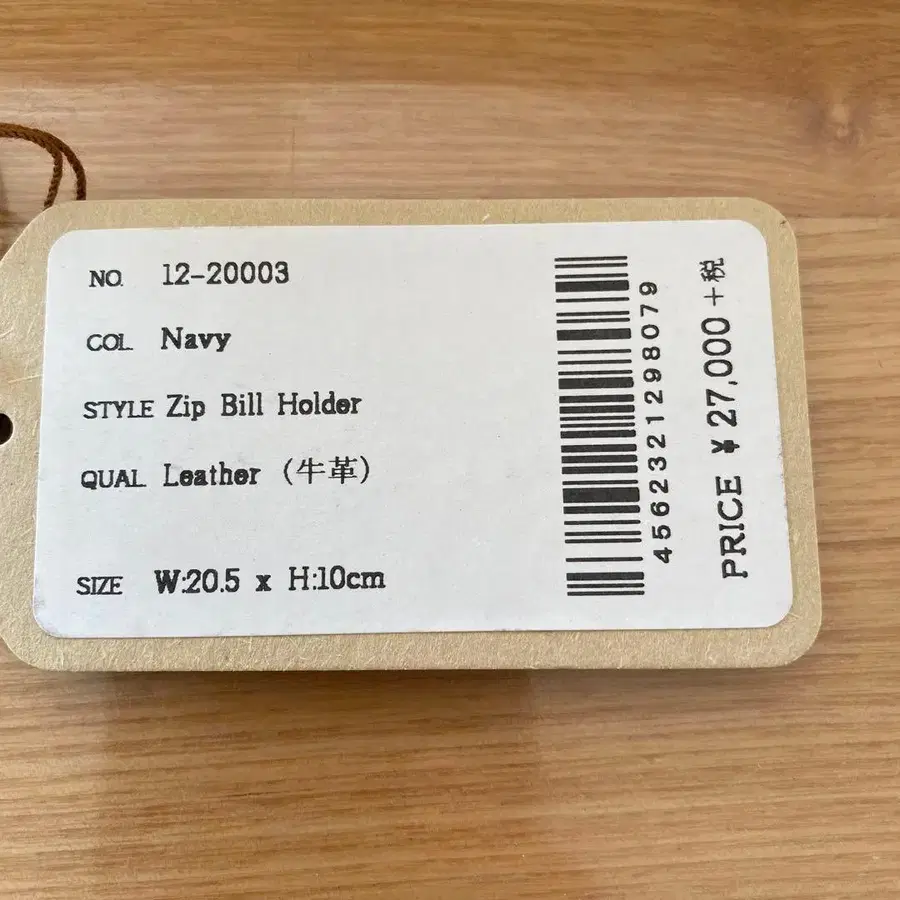 NO. 12-20003
COL. Navy
STYLE Zip Bill Holder
QUAL Leather (牛革)
SIZE W:20.5 x H:10cm
4562321298079
PRICE ¥27,000+税